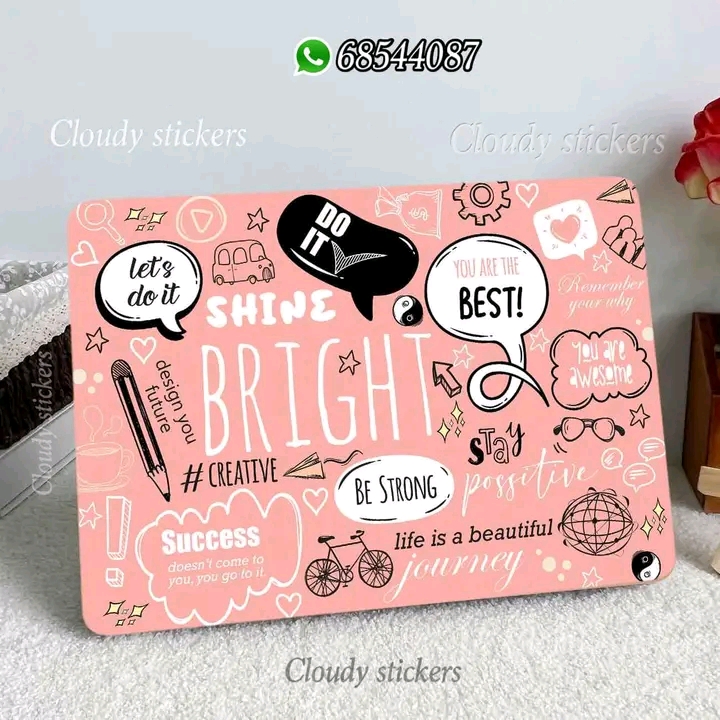 68544087
Cloudy stickers
Cloudy stickers
let's
do it
DO
IT
YOU ARE THE
BEST!
Remember
your why
SHINE
BRIGHT
you are
awesome
design you
future
#CREATIVE
BE STRONG
STAY
possitive
Success
doesn't come to
you, you go to it.
life is a beautiful
journey
Cloudy stickers
Cloudy stickers